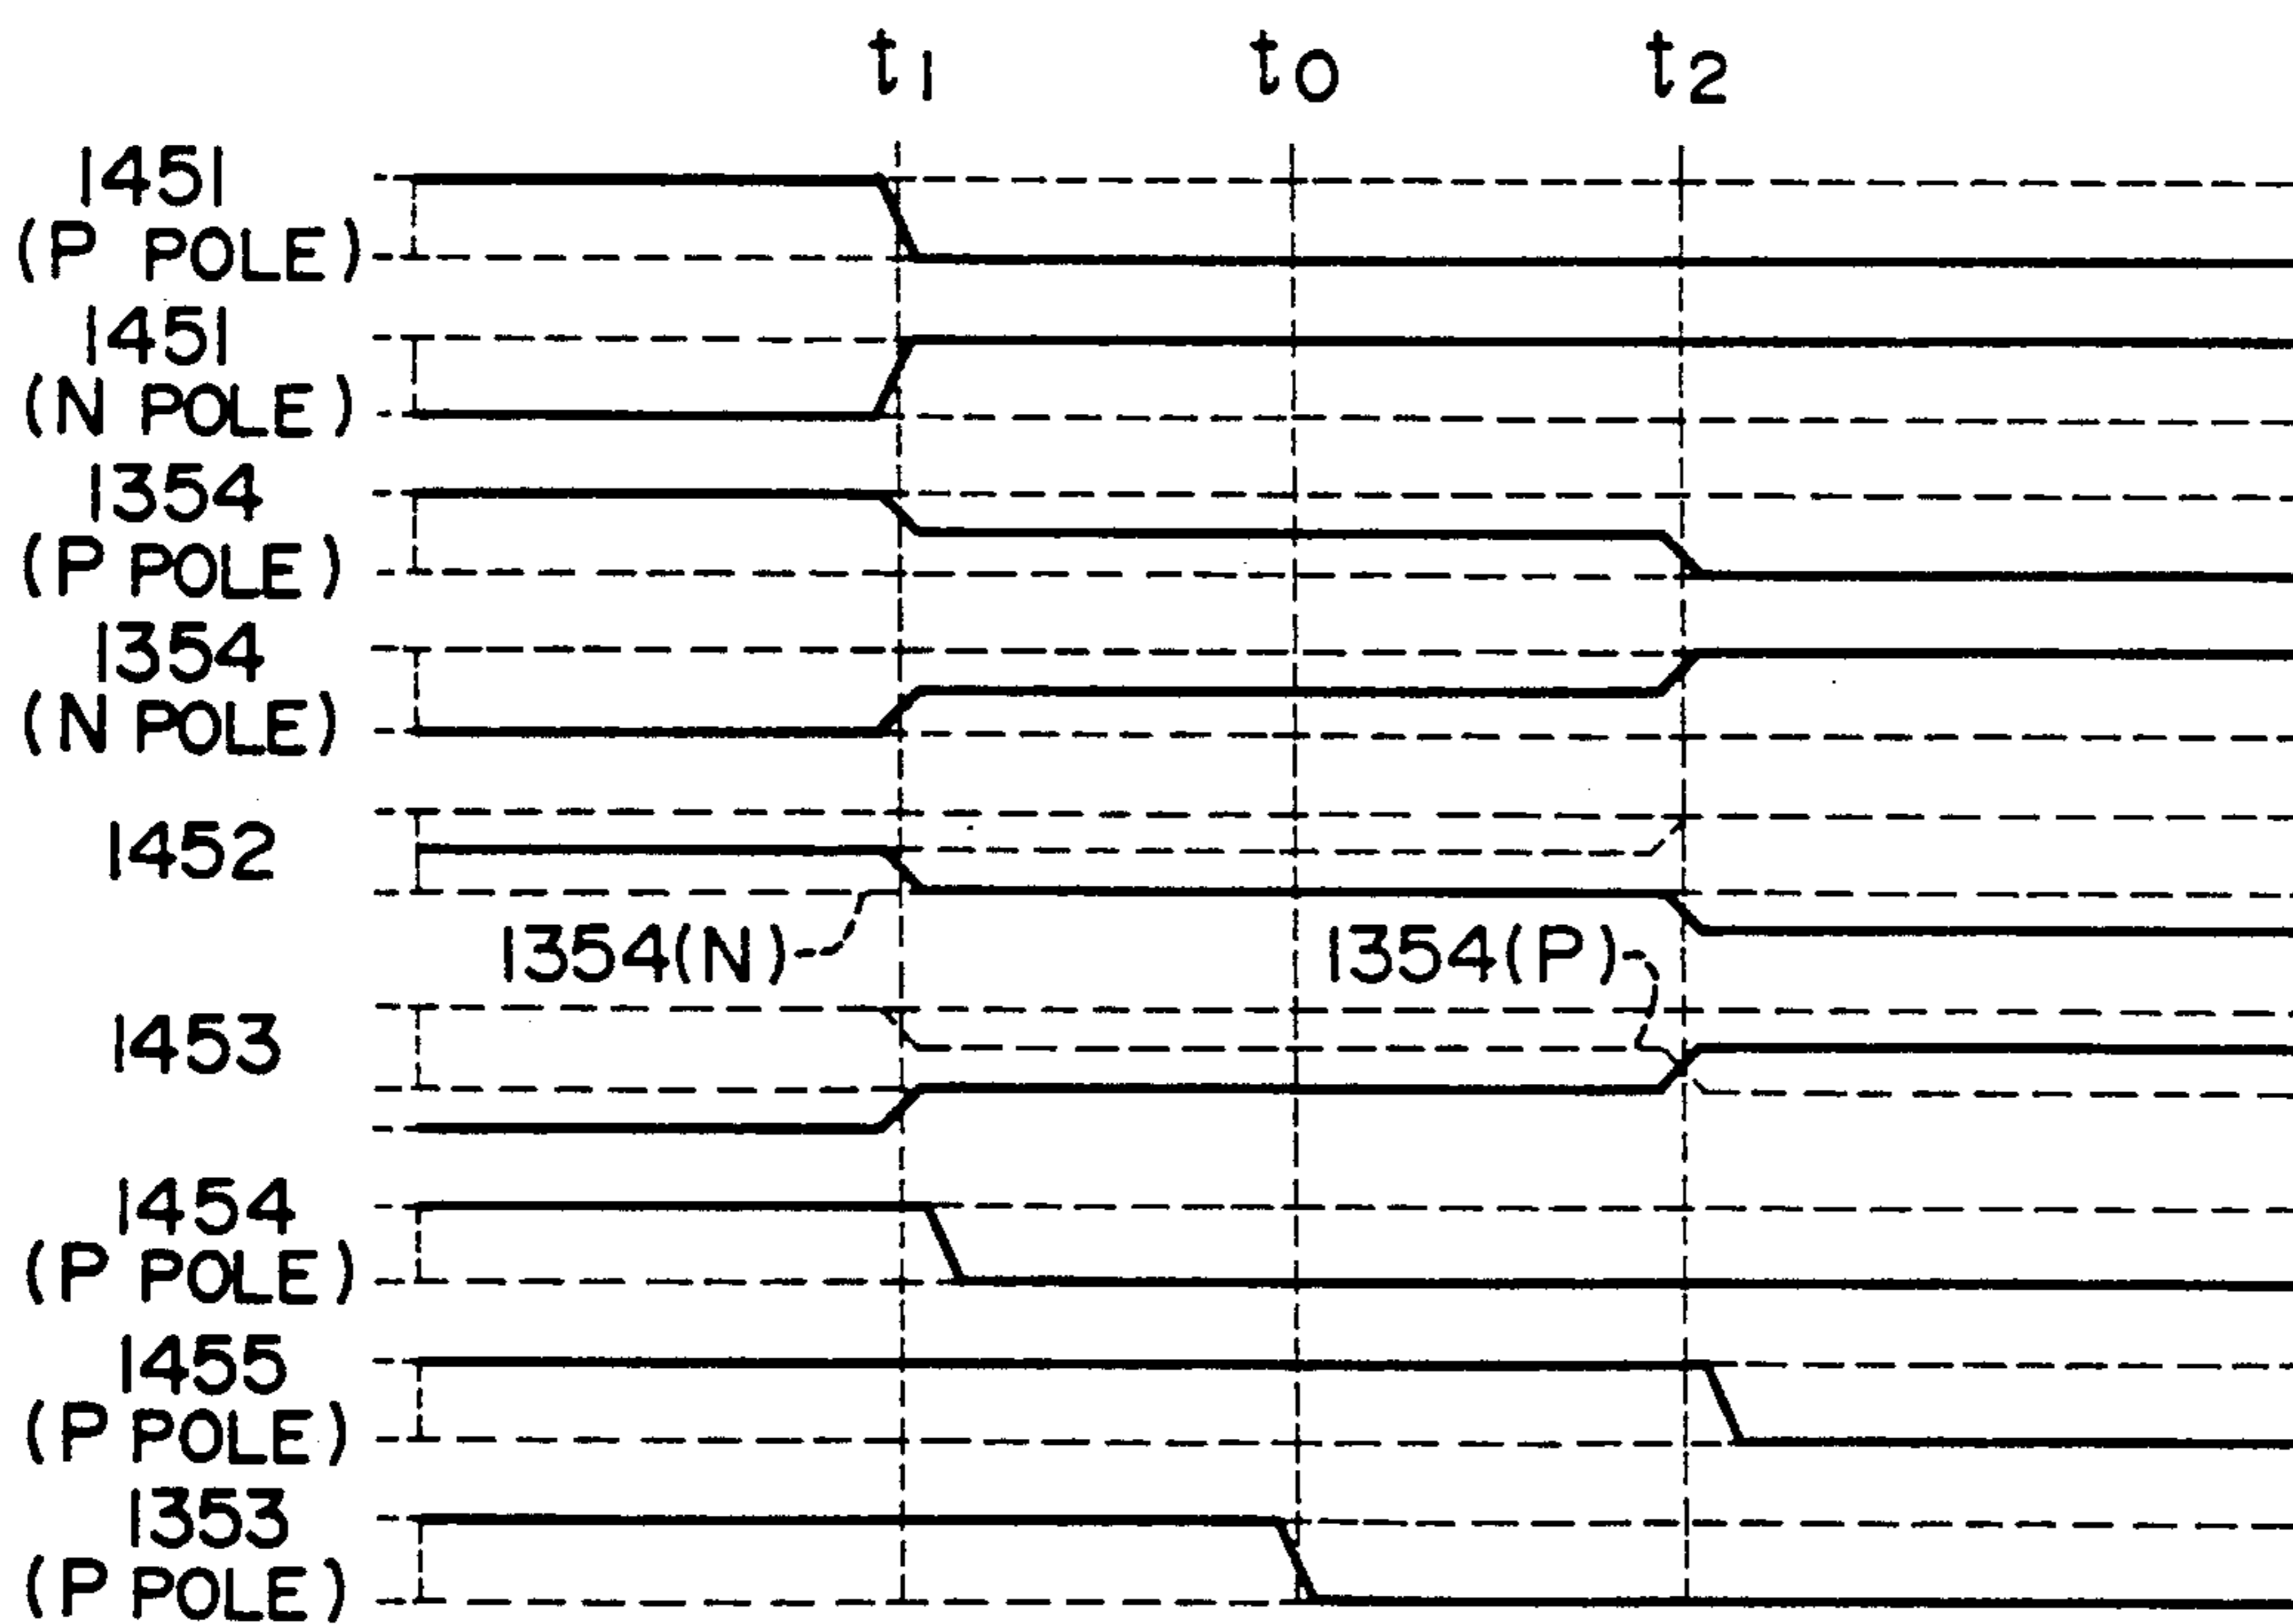 t1 t0 t2
1451
(P POLE)
1451
(N POLE)
1354
(P POLE)
1354
(N POLE)
1452
1354(N)
1354(P)
1453
1454
(P POLE)
1455
(P POLE)
1353
(P POLE)